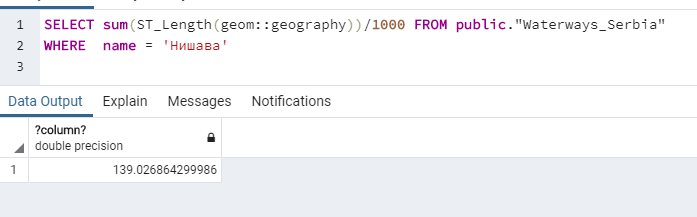 1 SELECT sum(ST_Length(geom::geography))/1000 FROM public."Waterways_Serbia"
2 WHERE  name = 'Нишава'
3
Data Output Explain Messages Notifications
?column?
double precision
1 139.026864299986